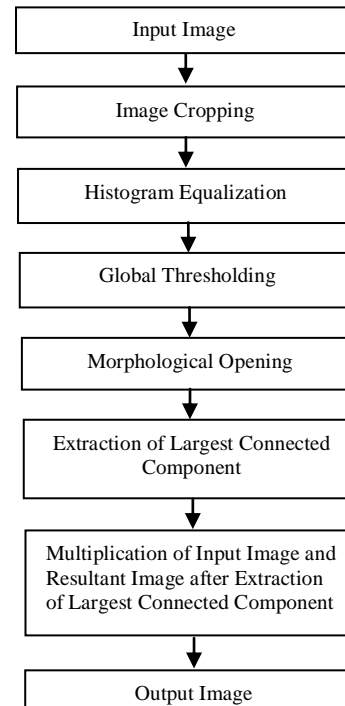 Input Image
Image Cropping
Histogram Equalization
Global Thresholding
Morphological Opening
Extraction of Largest Connected
Component
Multiplication of Input Image and
Resultant Image after Extraction
of Largest Connected Component
Output Image